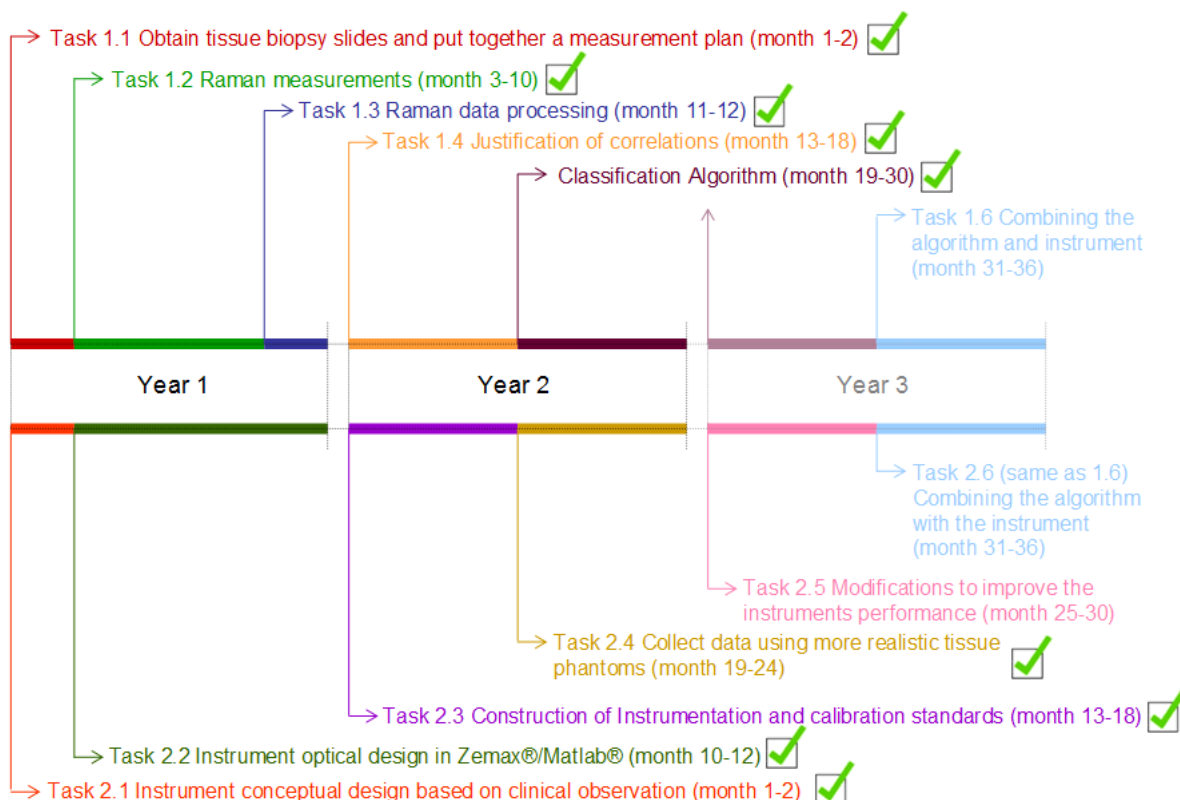 Task 1.1 Obtain tissue biopsy slides and put together a measurement plan (month 1-2)
Task 1.2 Raman measurements (month 3-10)
Task 1.3 Raman data processing (month 11-12)
Task 1.4 Justification of correlations (month 13-18)
Classification Algorithm (month 19-30)
Task 1.6 Combining the
algorithm and instrument
(month 31-36)
Year 1
Year 2
Year 3
Task 2.6 (same as 1.6)
Combining the algorithm
with the instrument
(month 31-36)
Task 2.5 Modifications to improve the
instruments performance (month 25-30)
Task 2.4 Collect data using more realistic tissue
phantoms (month 19-24)
Task 2.3 Construction of Instrumentation and calibration standards (month 13-18)
Task 2.2 Instrument optical design in Zemax®/Matlab® (month 10-12)
Task 2.1 Instrument conceptual design based on clinical observation (month 1-2)